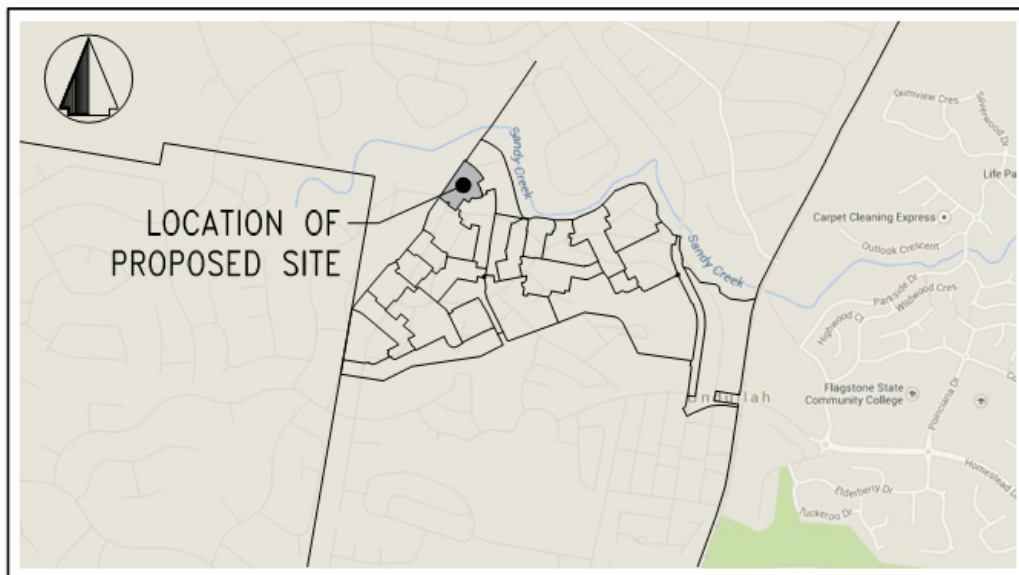 Gumview Cres
Silverwood Dr
Sandy Creek
Life Pa
LOCATION OF
PROPOSED SITE
Carpet Cleaning Express
Outlook Crescent
Sandy Creek
Parkside Dr
Wildwood Cres
Highwood Ct
Flagstone State
Community College
Poinciana Dr
Homestead
Elderberry Dr
Tuckeroo Dr